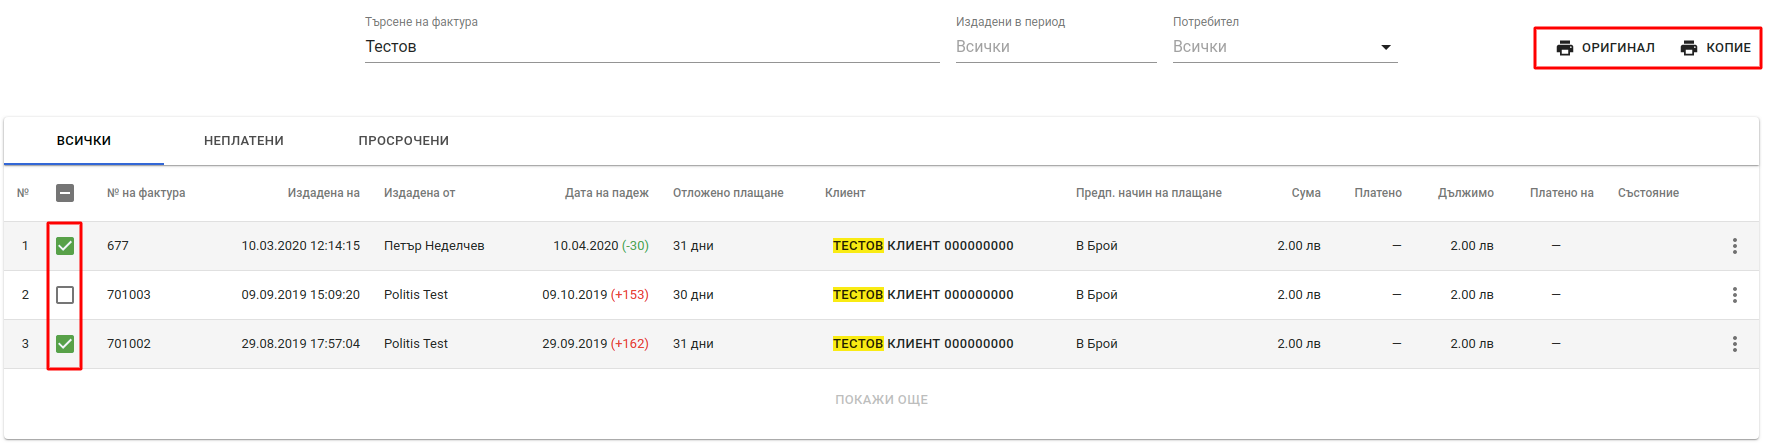 Търсене на фактура Издадени в период Потребител
Тестов Всички Всички ОРИГИНАЛ КОПИЕ
ВСИЧКИ НЕПЛАТЕНИ ПРОСРОЧЕНИ
№ № на фактура Издадена на Издадена от Дата на падеж Отложено плащане Клиент Предп. начин на плащане Сума Платено Дължимо Платено на Състояние
1 677 10.03.2020 12:14:15 Петър Неделчев 10.04.2020 (-30) 31 дни ТЕСТОВ КЛИЕНТ 000000000 В Брой 2.00 лв — 2.00 лв —
2 701003 09.09.2019 15:09:20 Politis Test 09.10.2019 (+153) 30 дни ТЕСТОВ КЛИЕНТ 000000000 В Брой 2.00 лв — 2.00 лв —
3 701002 29.08.2019 17:57:04 Politis Test 29.09.2019 (+162) 31 дни ТЕСТОВ КЛИЕНТ 000000000 В Брой 2.00 лв — 2.00 лв —
ПОКАЖИ ОЩЕ